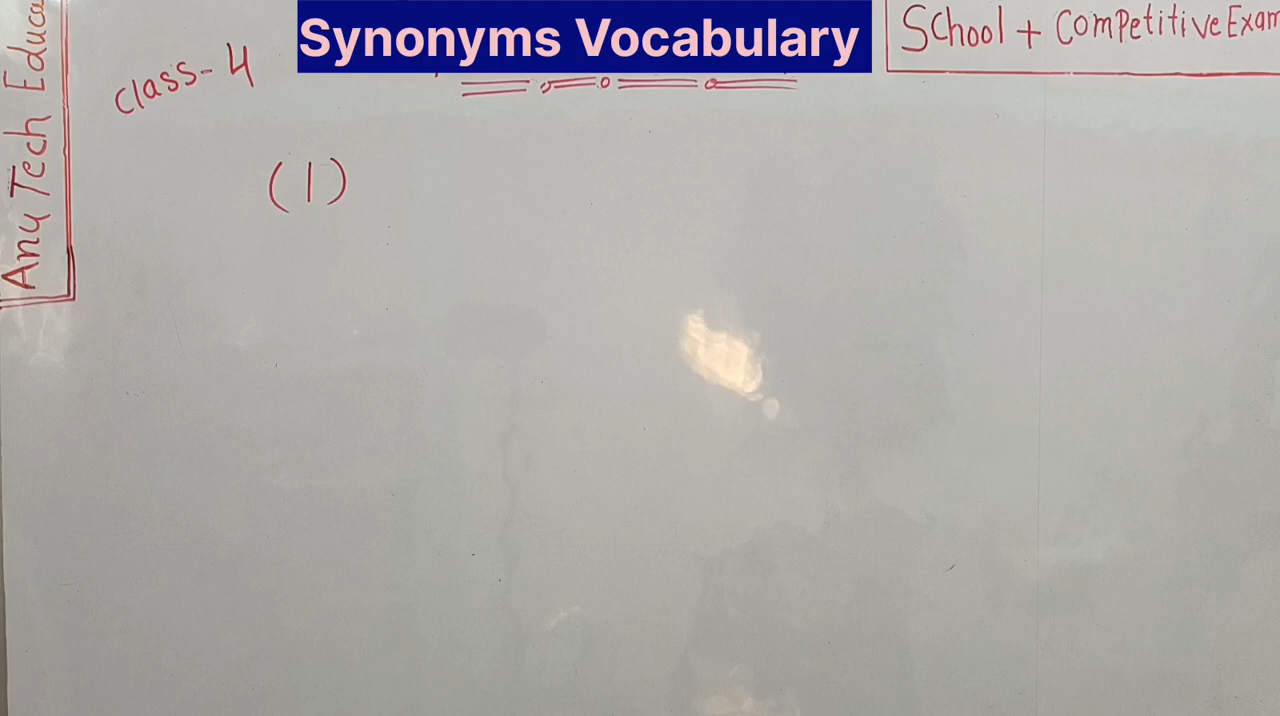 Synonyms Vocabulary
School + Competitive Exam
Class-4
Anu Tech Educa
(1)